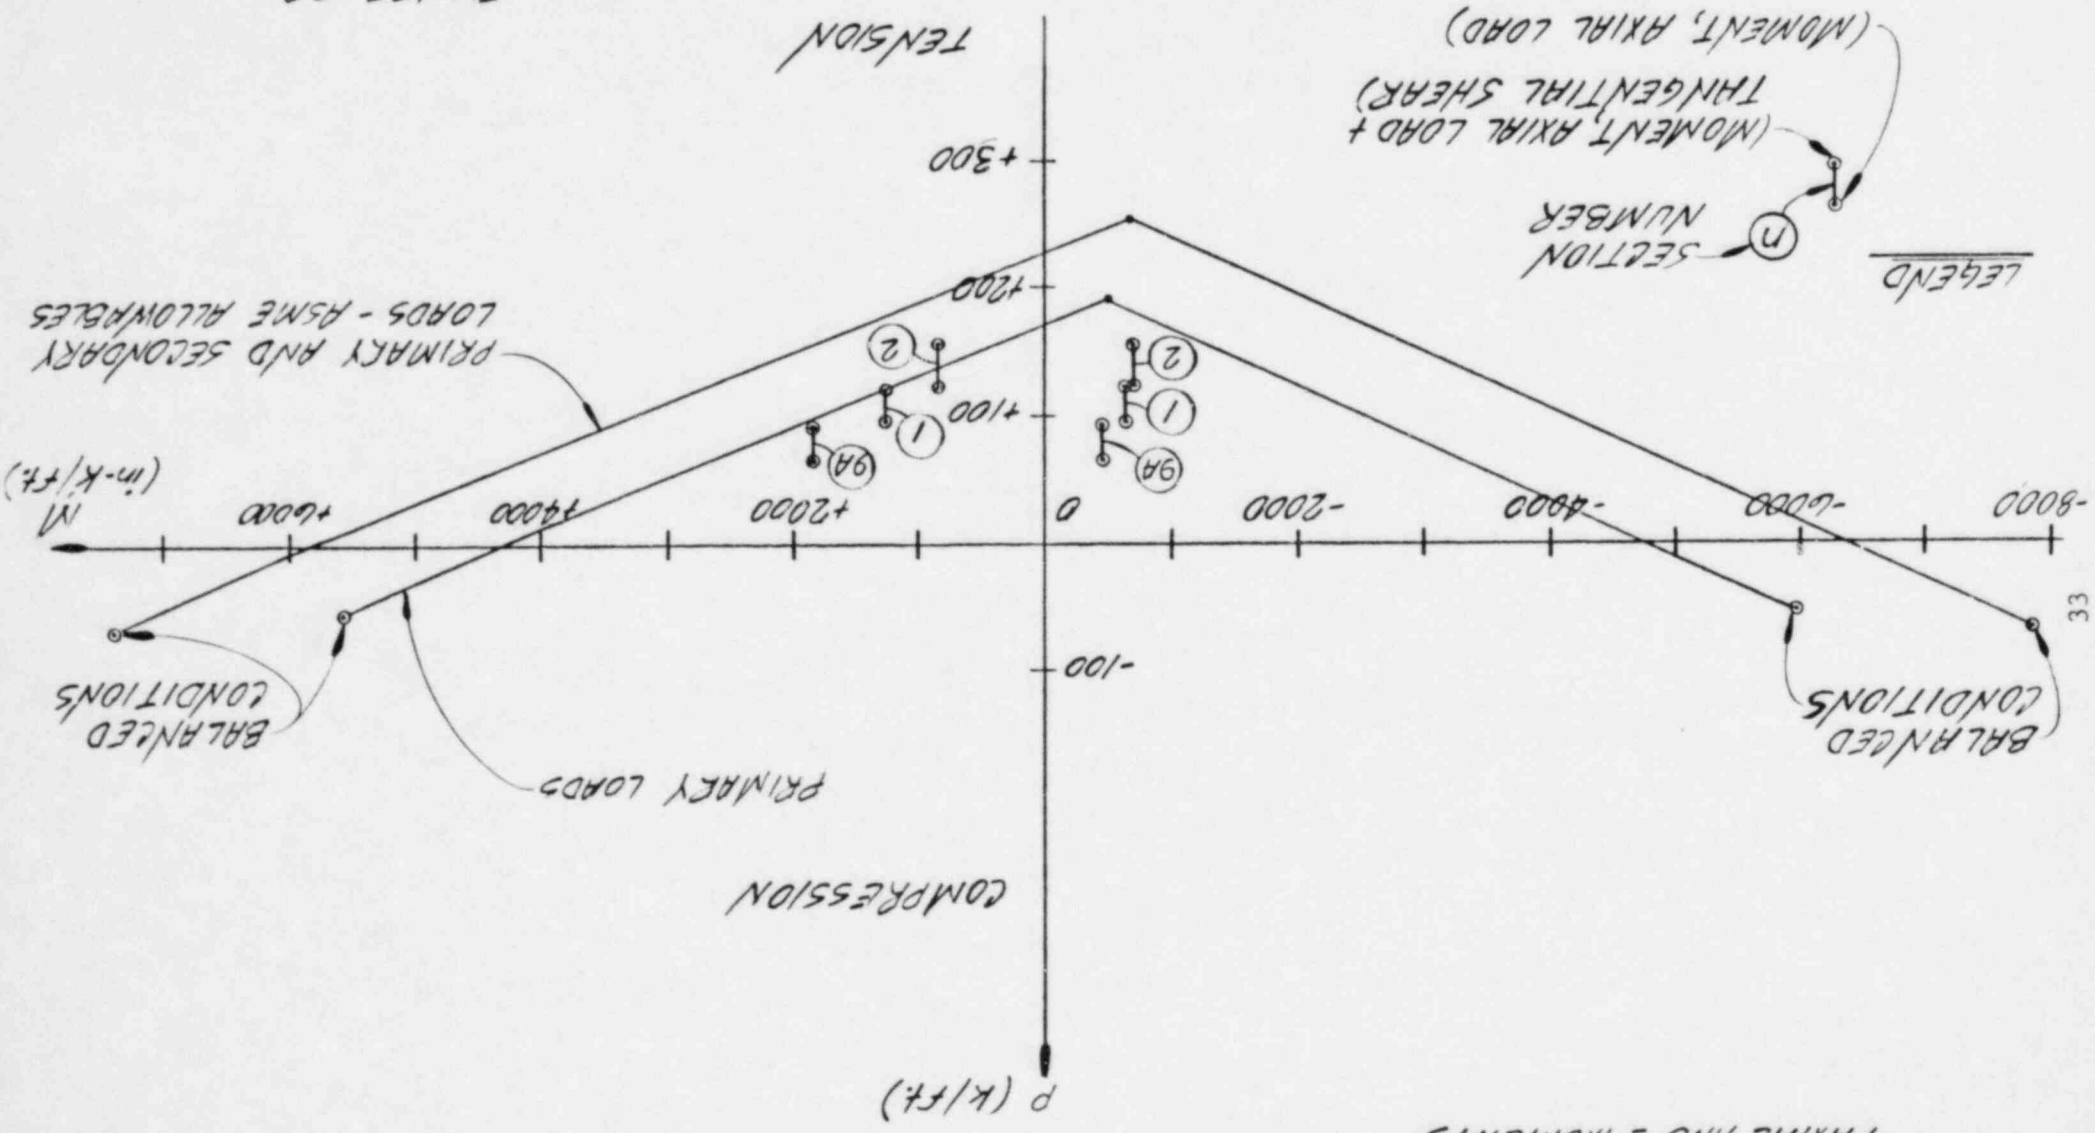 AND - MOMENTS
P (k/ft.)
COMPRESSION
PRIMARY LOADS
BALANCED
CONDITIONS
BALANCED
CONDITIONS
-100
33
-8000
-6000
-4000
-2000
0
+2000
+4000
+6000
M
(in-k/ft.)
9A
9A
1
1
+100
2
2
PRIMARY AND SECONDARY
LOADS - ASME ALLOWABLES
+200
LEGEND
n
SECTION
NUMBER
(MOMENT, AXIAL LOAD +
TANGENTIAL SHEAR)
(MOMENT, AXIAL LOAD)
+300
TENSION